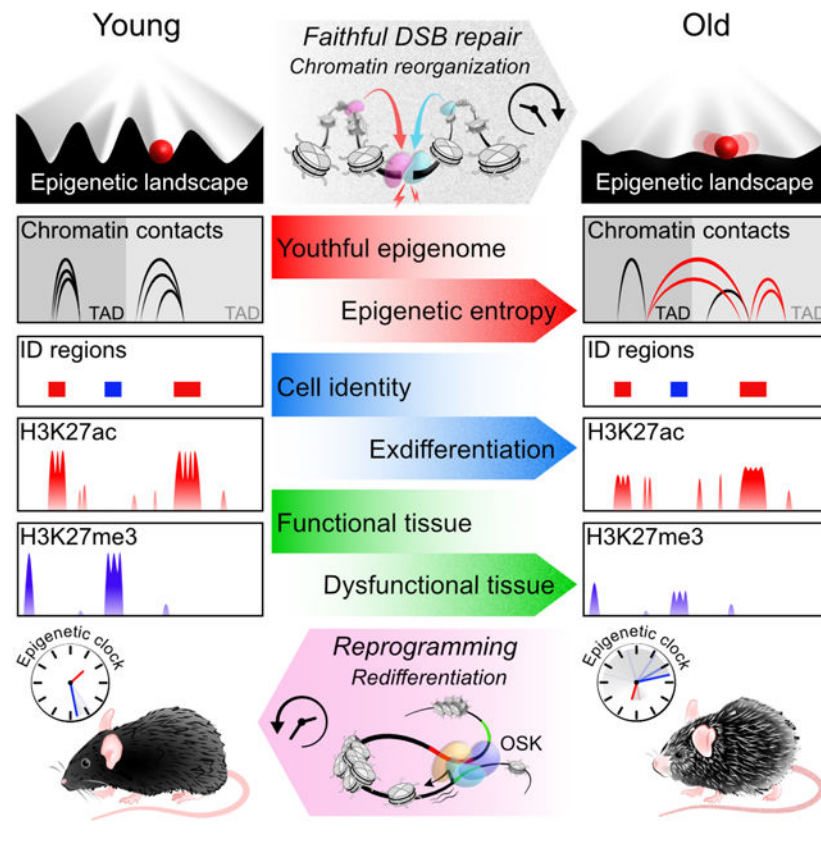 Young
Faithful DSB repair
Chromatin reorganization
Old
Epigenetic landscape
Epigenetic landscape
Chromatin contacts
TAD
TAD
Youthful epigenome
Epigenetic entropy
Chromatin contacts
TAD
TAD
ID regions
Cell identity
ID regions
H3K27ac
Exdifferentiation
H3K27ac
H3K27me3
Functional tissue
Dysfunctional tissue
H3K27me3
Epigenetic clock
Reprogramming
Redifferentiation
OSK
Epigenetic clock